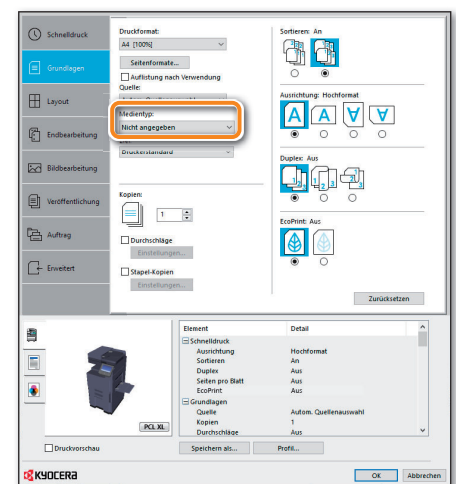 Schnelldruck
Grundlagen
Layout
Endbearbeitung
Bildbearbeitung
Veröffentlichung
Auftrag
Erweitert
Druckformat:
A4 [100%]
Seitenformate...
Auflistung nach Verwendung
Quelle:
Medientyp:
Nicht angegeben
Druckerstandard
Kopien:
1
Durchschläge
Einstellungen...
Stapel-Kopien
Einstellungen...
Sortieren: An
Ausrichtung: Hochformat
A A A A
Duplex: Aus
EcoPrint: Aus
Zurücksetzen
Element Detail
Schnelldruck
Ausrichtung Hochformat
Sortieren An
Duplex Aus
Seiten pro Blatt Aus
EcoPrint Aus
Grundlagen
Quelle Autom. Quellenauswahl
Kopien 1
Durchschläge Aus
PCL XL
Druckvorschau
Speichern als... Profil...
KYOCERA
OK Abbrechen